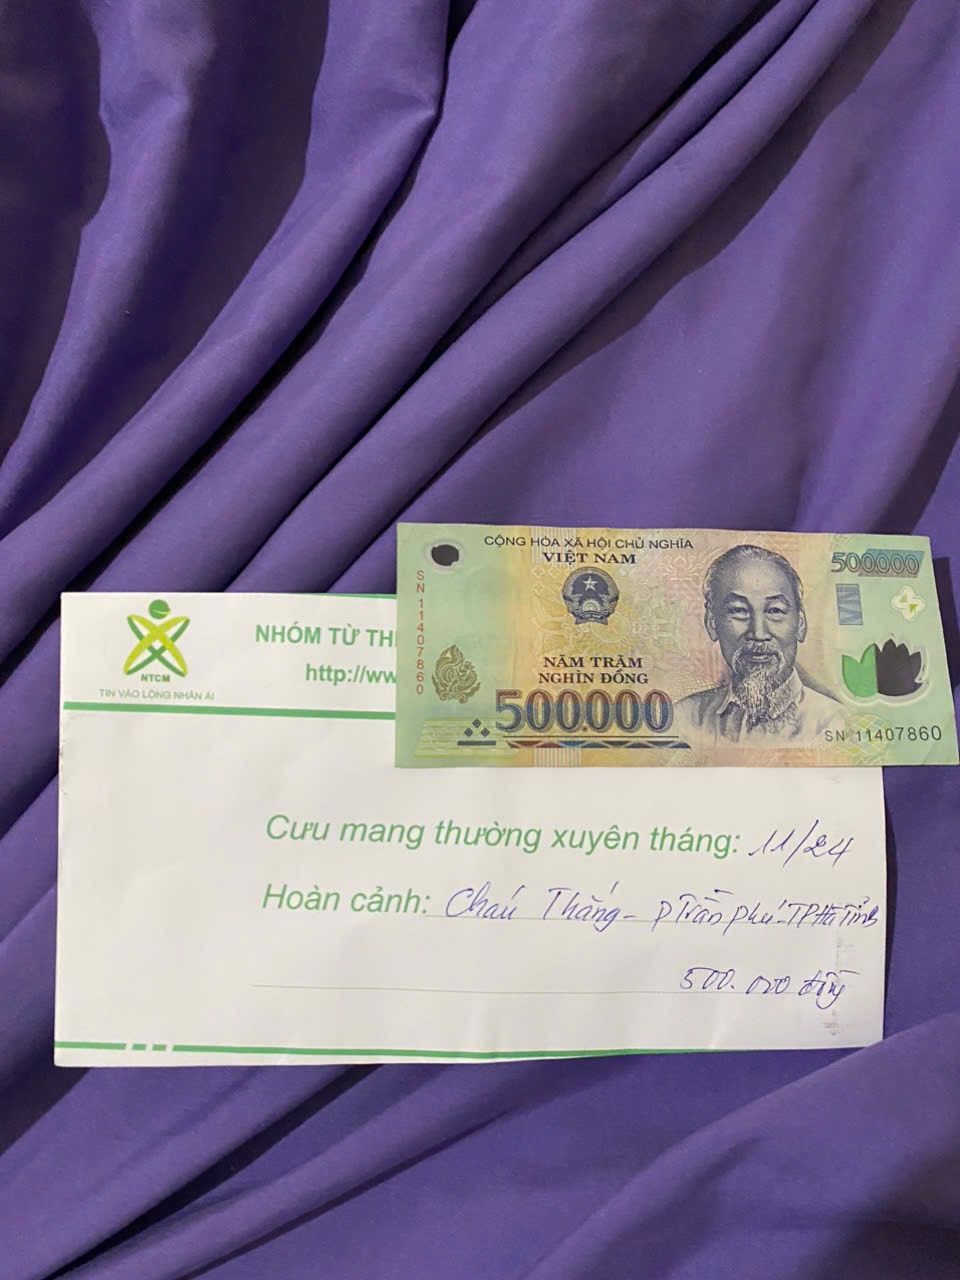 CỘNG HÒA XÃ HỘI CHỦ NGHĨA
VIỆT NAM
500000
SN 11407860
NĂM TRĂM
NGHÌN ĐỒNG
500.000
SN 11407860
NTCM
TIN VÀO LÒNG NHÂN ÁI
NHÓM TỪ TH
http://ww
Cưu mang thường xuyên tháng: 11/24
Hoàn cảnh: Cháu Thắng - P Trần Phú - TP Hà Tĩnh
500.000 đồng